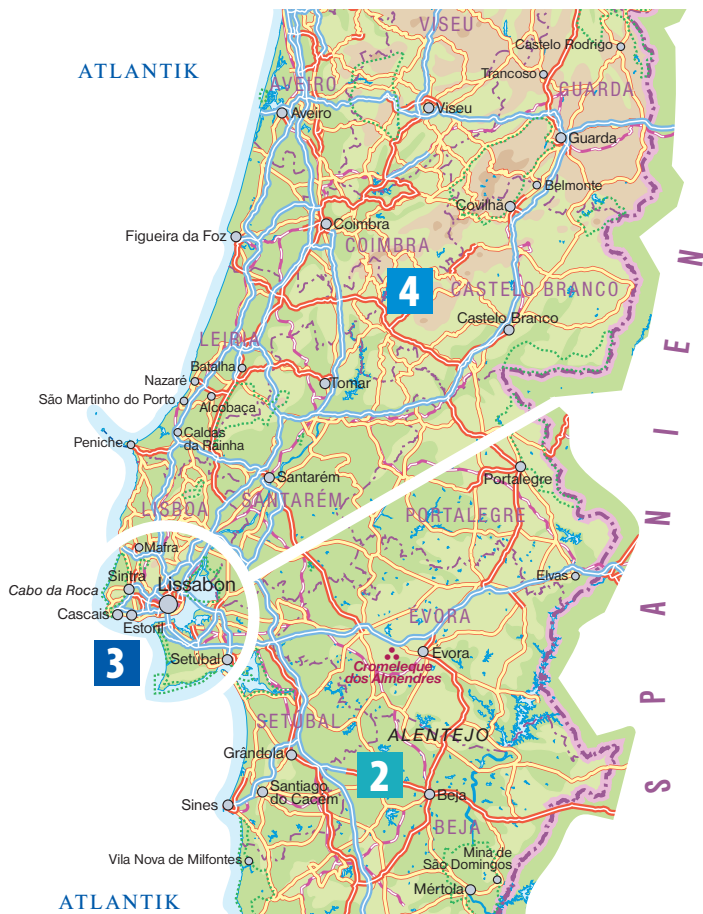 VISEU
Castelo Rodrigo
ATLANTIK
Trancoso
AVEIRO
GUARDA
Viseu
Aveiro
Guarda
Belmonte
Covilhã
Coimbra
Figueira da Foz
COIMBRA
4
CASTELO BRANCO
Castelo Branco
LEIRIA
Batalha
Nazaré
Tomar
São Martinho do Porto
Alcobaça
Caldas
da Rainha
Peniche
Portalegre
Santarém
SANTARÉM
LISBOA
PORTALEGRE
Mafra
Elvas
Sintra
Lissabon
Cabo da Roca
Cascais
Estoril
EVORA
Evora
Setúbal
3
Cromeleque
dos Almendres
SETÚBAL
ALENTEJO
Grândola
2
Santiago
do Cacém
Beja
Sines
BEJA
Mina de
São Domingos
Vila Nova de Milfontes
Mértola
ATLANTIK
SPANIEN